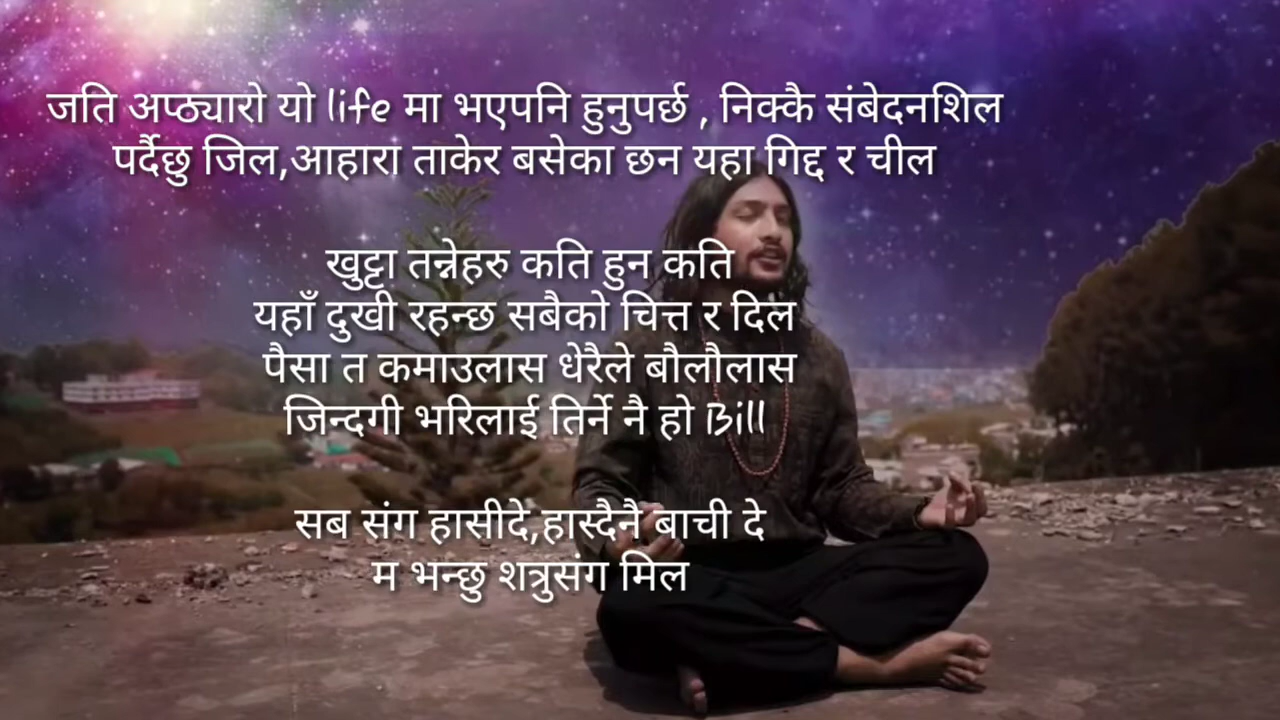 जति अप्ठ्यारो यो life मा भएपनि हुनुपर्छ , निक्कै संबेदनशिल
पर्दैछु जिल,आहारा ताकेर बसेका छन यहा गिद्द र चील
खुट्टा तन्नेहरु कति हुन कति
यहाँ दुखी रहन्छ सबैको चित्त र दिल
पैसा त कमाउलास धेरैले बौलौलास
जिन्दगी भरिलाई तिर्ने नै हो Bill
सब संग हासीदे,हास्दैनै बाची दे
म भन्छु शत्रुसंग मिल